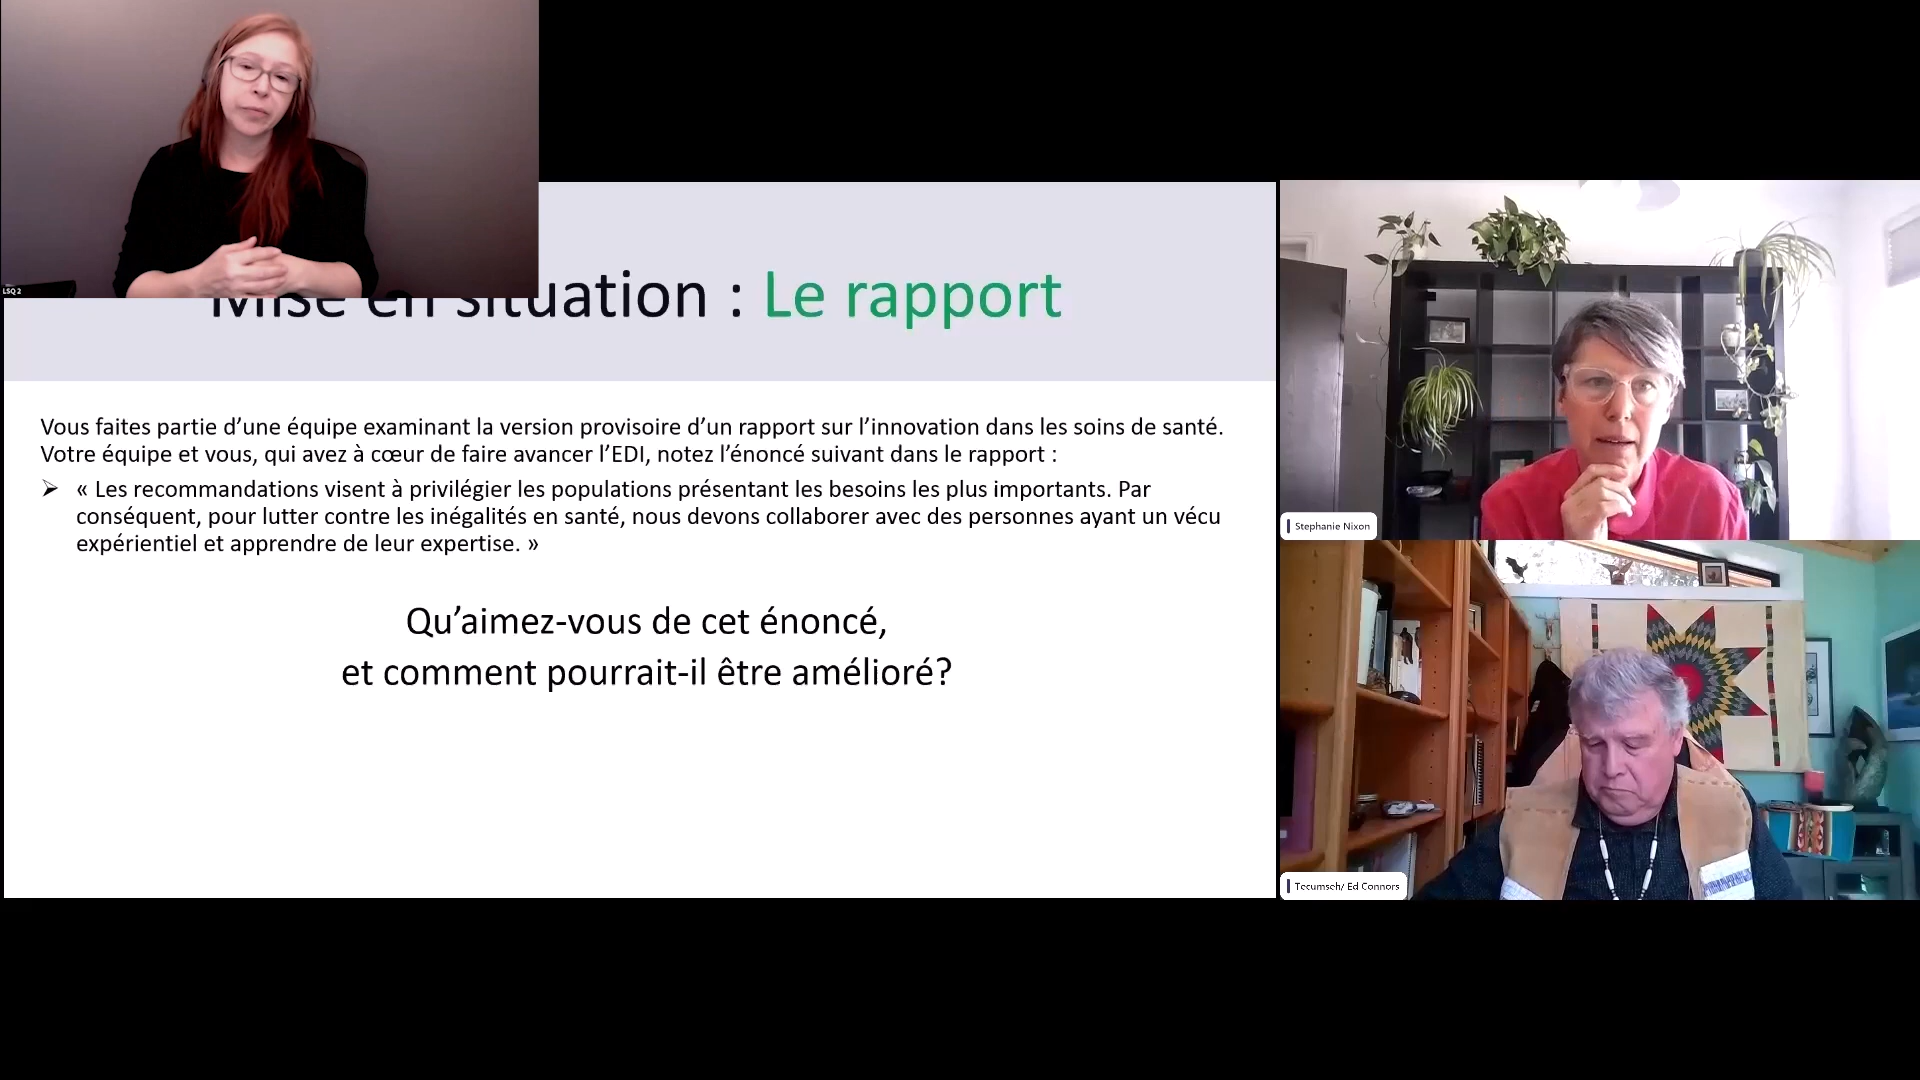 LSQ 2
Mise en situation : Le rapport
Vous faites partie d’une équipe examinant la version provisoire d’un rapport sur l’innovation dans les soins de santé.
Votre équipe et vous, qui avez à cœur de faire avancer l’EDI, notez l’énoncé suivant dans le rapport :
➢ « Les recommandations visent à privilégier les populations présentant les besoins les plus importants. Par
conséquent, pour lutter contre les inégalités en santé, nous devons collaborer avec des personnes ayant un vécu
expérientiel et apprendre de leur expertise. »
Qu’aimez-vous de cet énoncé,
et comment pourrait-il être amélioré?
Stephanie Nixon
Tecumseh/ Ed Connors